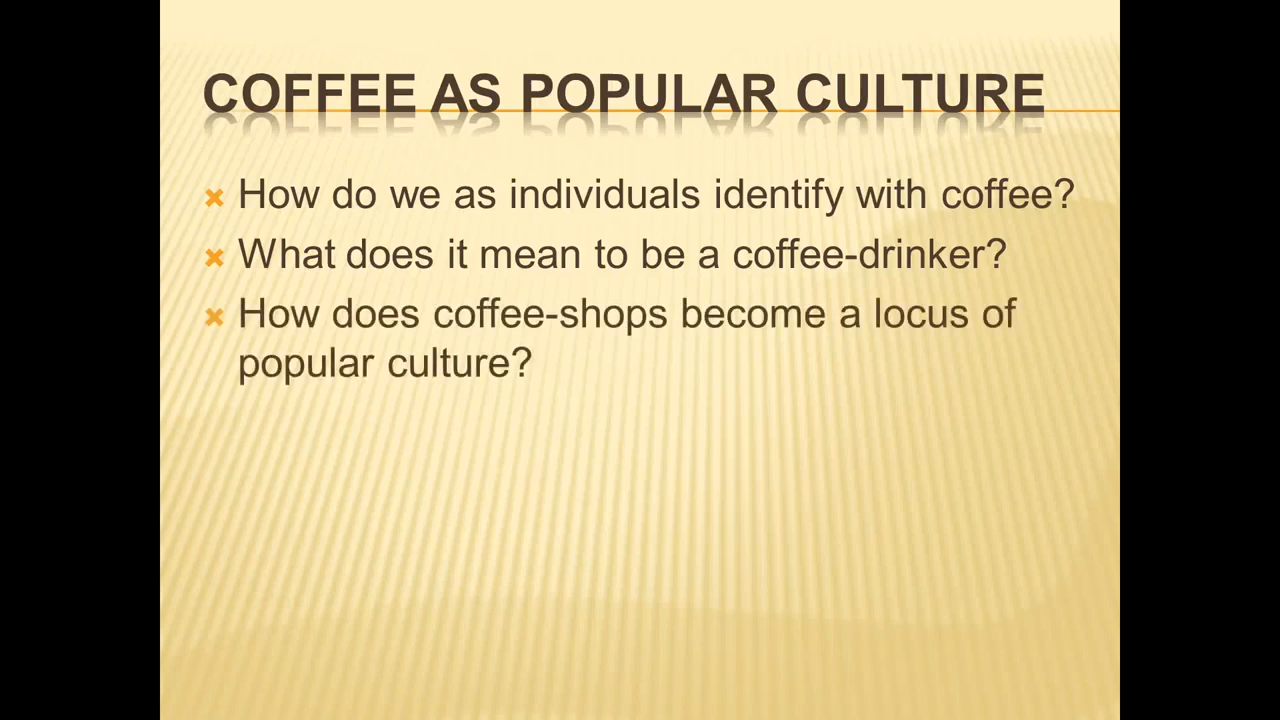 COFFEE AS POPULAR CULTURE
How do we as individuals identify with coffee?
What does it mean to be a coffee-drinker?
How does coffee-shops become a locus of
popular culture?